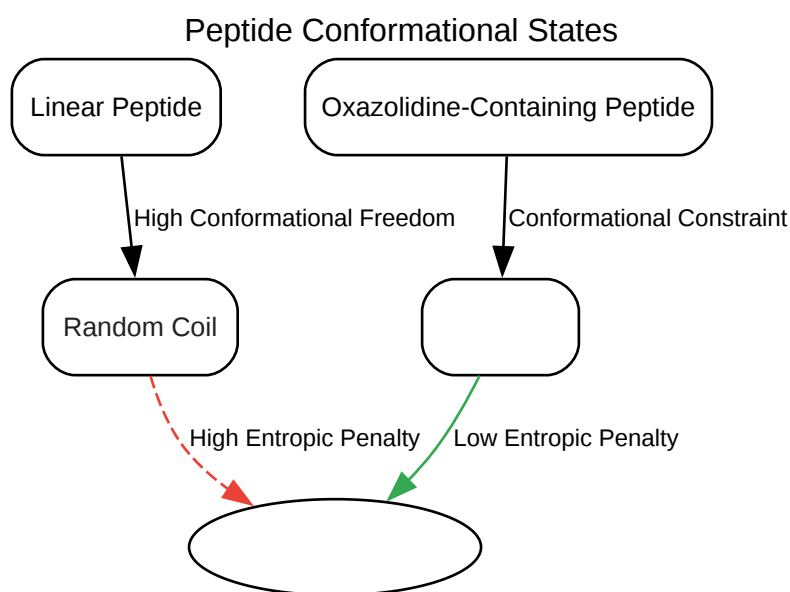 Peptide Conformational States
Linear Peptide
Oxazolidine-Containing Peptide
High Conformational Freedom
Conformational Constraint
Random Coil
High Entropic Penalty
Low Entropic Penalty